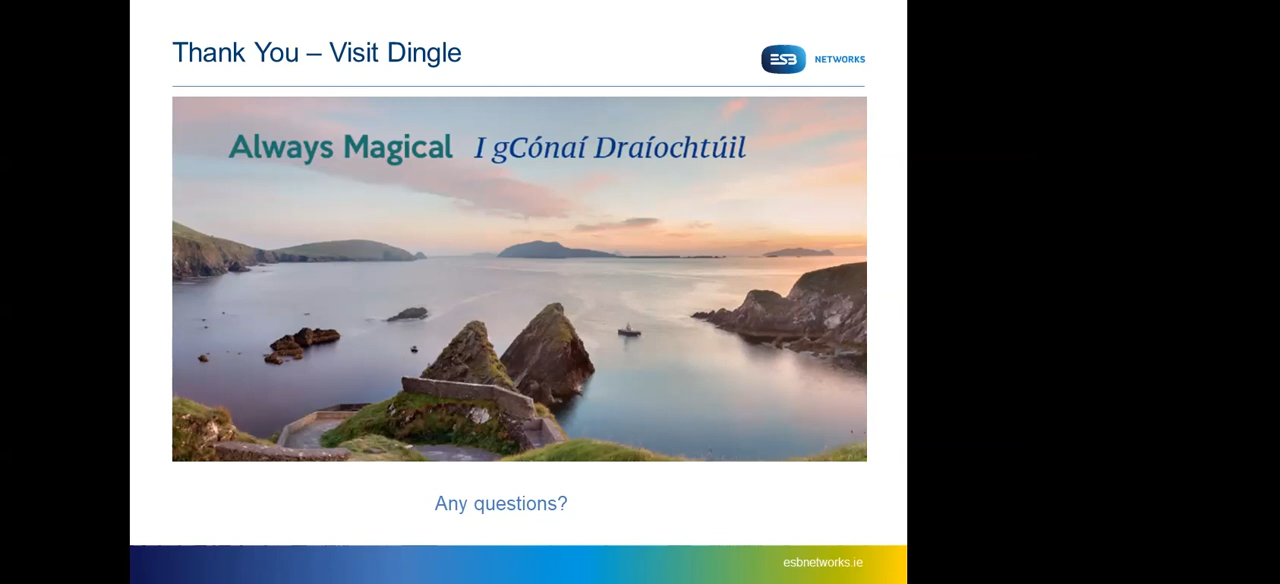 Thank You – Visit Dingle
ESB NETWORKS
Always Magical I gCónaí Draíochtúil
Any questions?
esbnetworks.ie